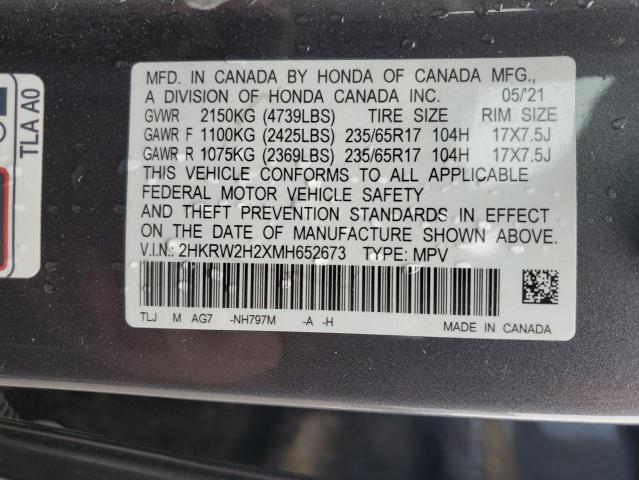 TLA A0
MFD. IN CANADA BY HONDA OF CANADA MFG.,
A DIVISION OF HONDA CANADA INC. 05/'21
GVWR 2150KG (4739LBS) TIRE SIZE RIM SIZE
GAWR F 1100KG (2425LBS) 235/65R17 104H 17X7.5J
GAWR R 1075KG (2369LBS) 235/65R17 104H 17X7.5J
THIS VEHICLE CONFORMS TO ALL APPLICABLE
FEDERAL MOTOR VEHICLE SAFETY
AND THEFT PREVENTION STANDARDS IN EFFECT
ON THE DATE OF MANUFACTURE SHOWN ABOVE.
V.I.N.: 2HKRW2H2XMH652673 TYPE: MPV
TLJ M AG7 -NH797M -A -H
MADE IN CANADA